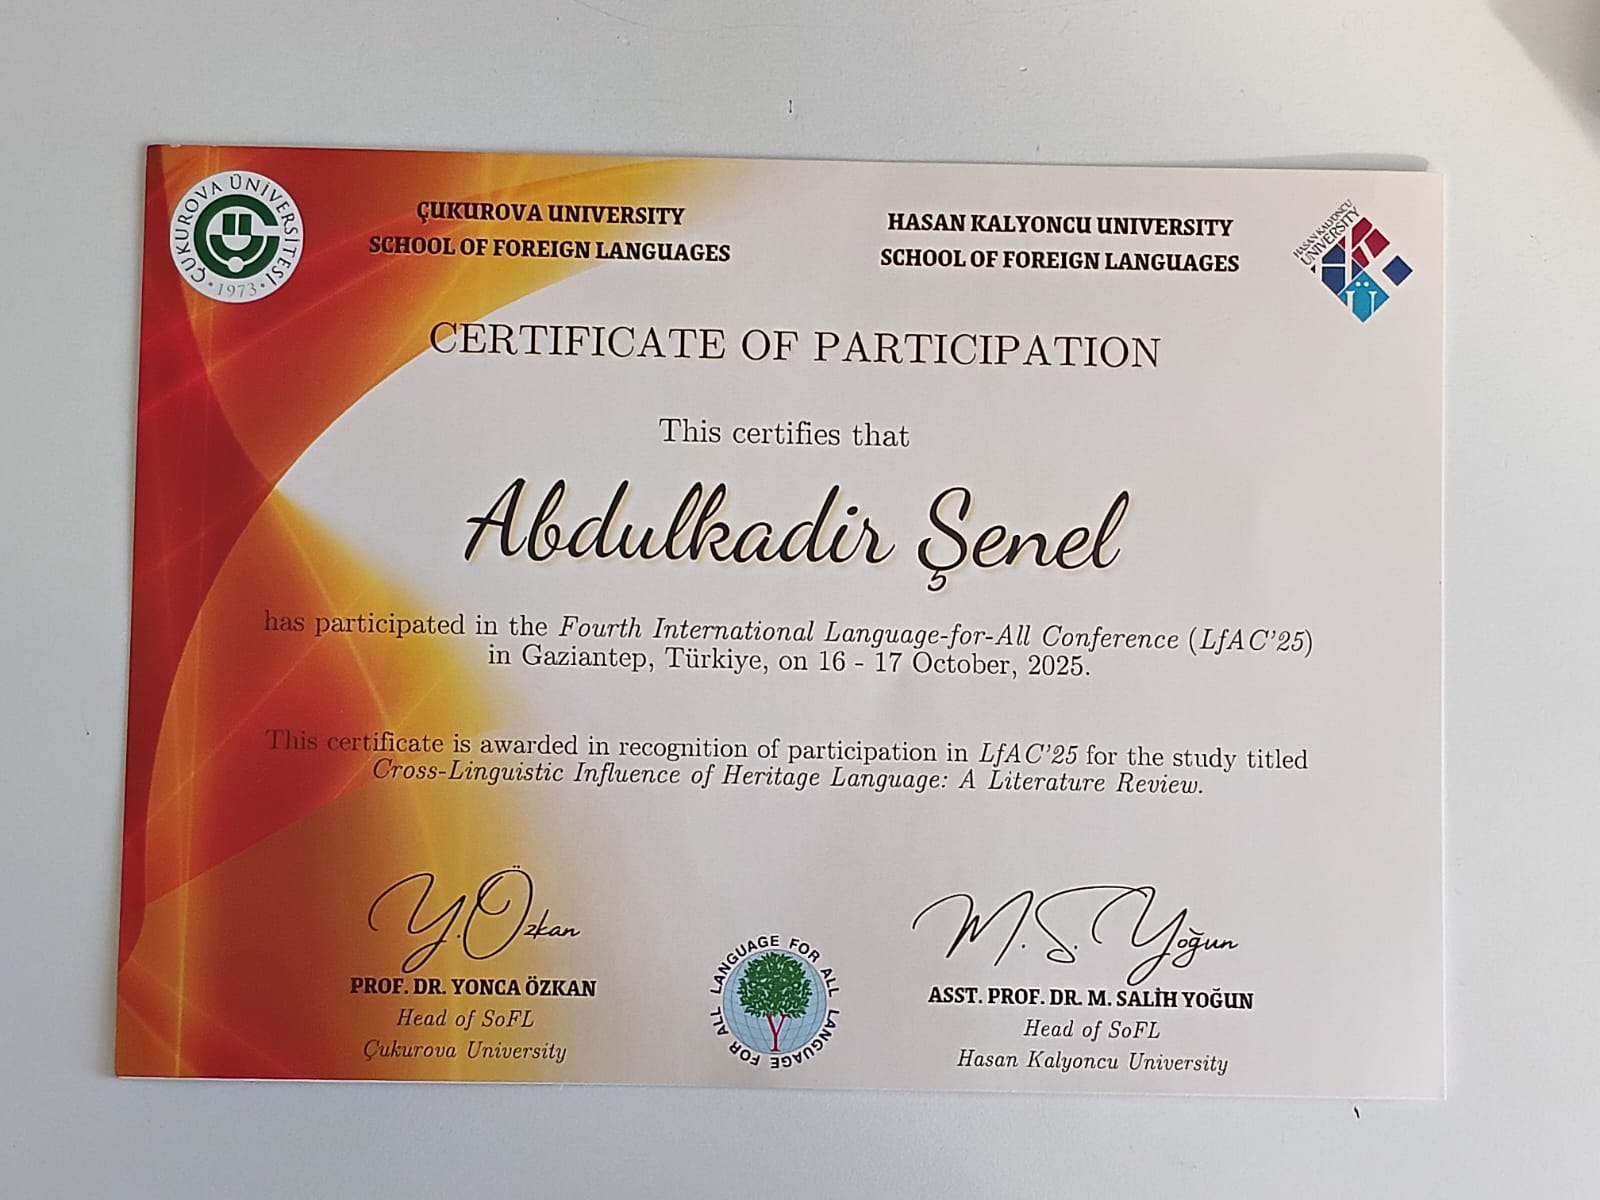 ÇUKUROVA ÜNİVERSİTESİ
• 1973 •
ÇUKUROVA UNIVERSITY
SCHOOL OF FOREIGN LANGUAGES
HASAN KALYONCU UNIVERSITY
SCHOOL OF FOREIGN LANGUAGES
HASAN KALYONCU
UNIVERSITY
HKÜ
CERTIFICATE OF PARTICIPATION
This certifies that
Abdulkadir Şenel
has participated in the Fourth International Language-for-All Conference (LfAC'25)
in Gaziantep, Türkiye, on 16 - 17 October, 2025.
This certificate is awarded in recognition of participation in LfAC'25 for the study titled
Cross-Linguistic Influence of Heritage Language: A Literature Review.
Y. Özkan
PROF. DR. YONCA ÖZKAN
Head of SoFL
Çukurova University
LANGUAGE FOR ALL LANGUAGE FOR ALL
M. S. Yoğun
ASST. PROF. DR. M. SALİH YOĞUN
Head of SoFL
Hasan Kalyoncu University